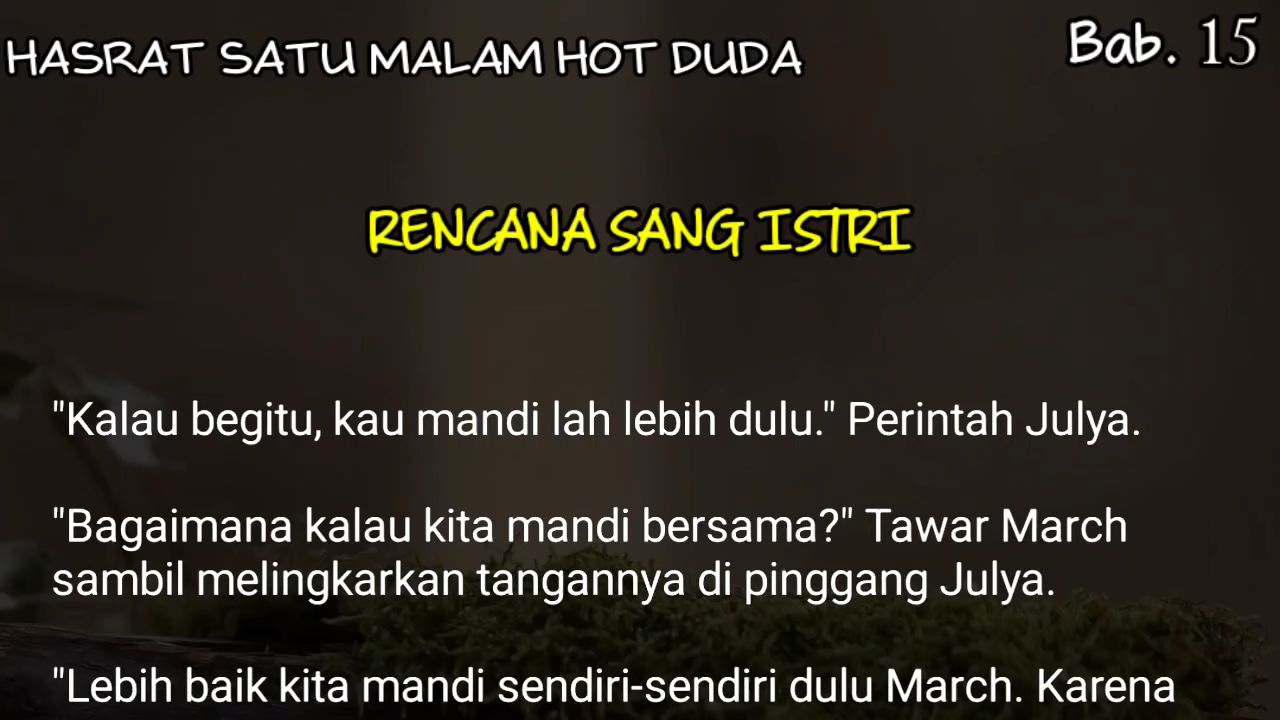 HASRAT SATU MALAM HOT DUDA
Bab. 15
RENCANA SANG ISTRI
"Kalau begitu, kau mandi lah lebih dulu." Perintah Julya.
"Bagaimana kalau kita mandi bersama?" Tawar March
sambil melingkarkan tangannya di pinggang Julya.
"Lebih baik kita mandi sendiri-sendiri dulu March. Karena